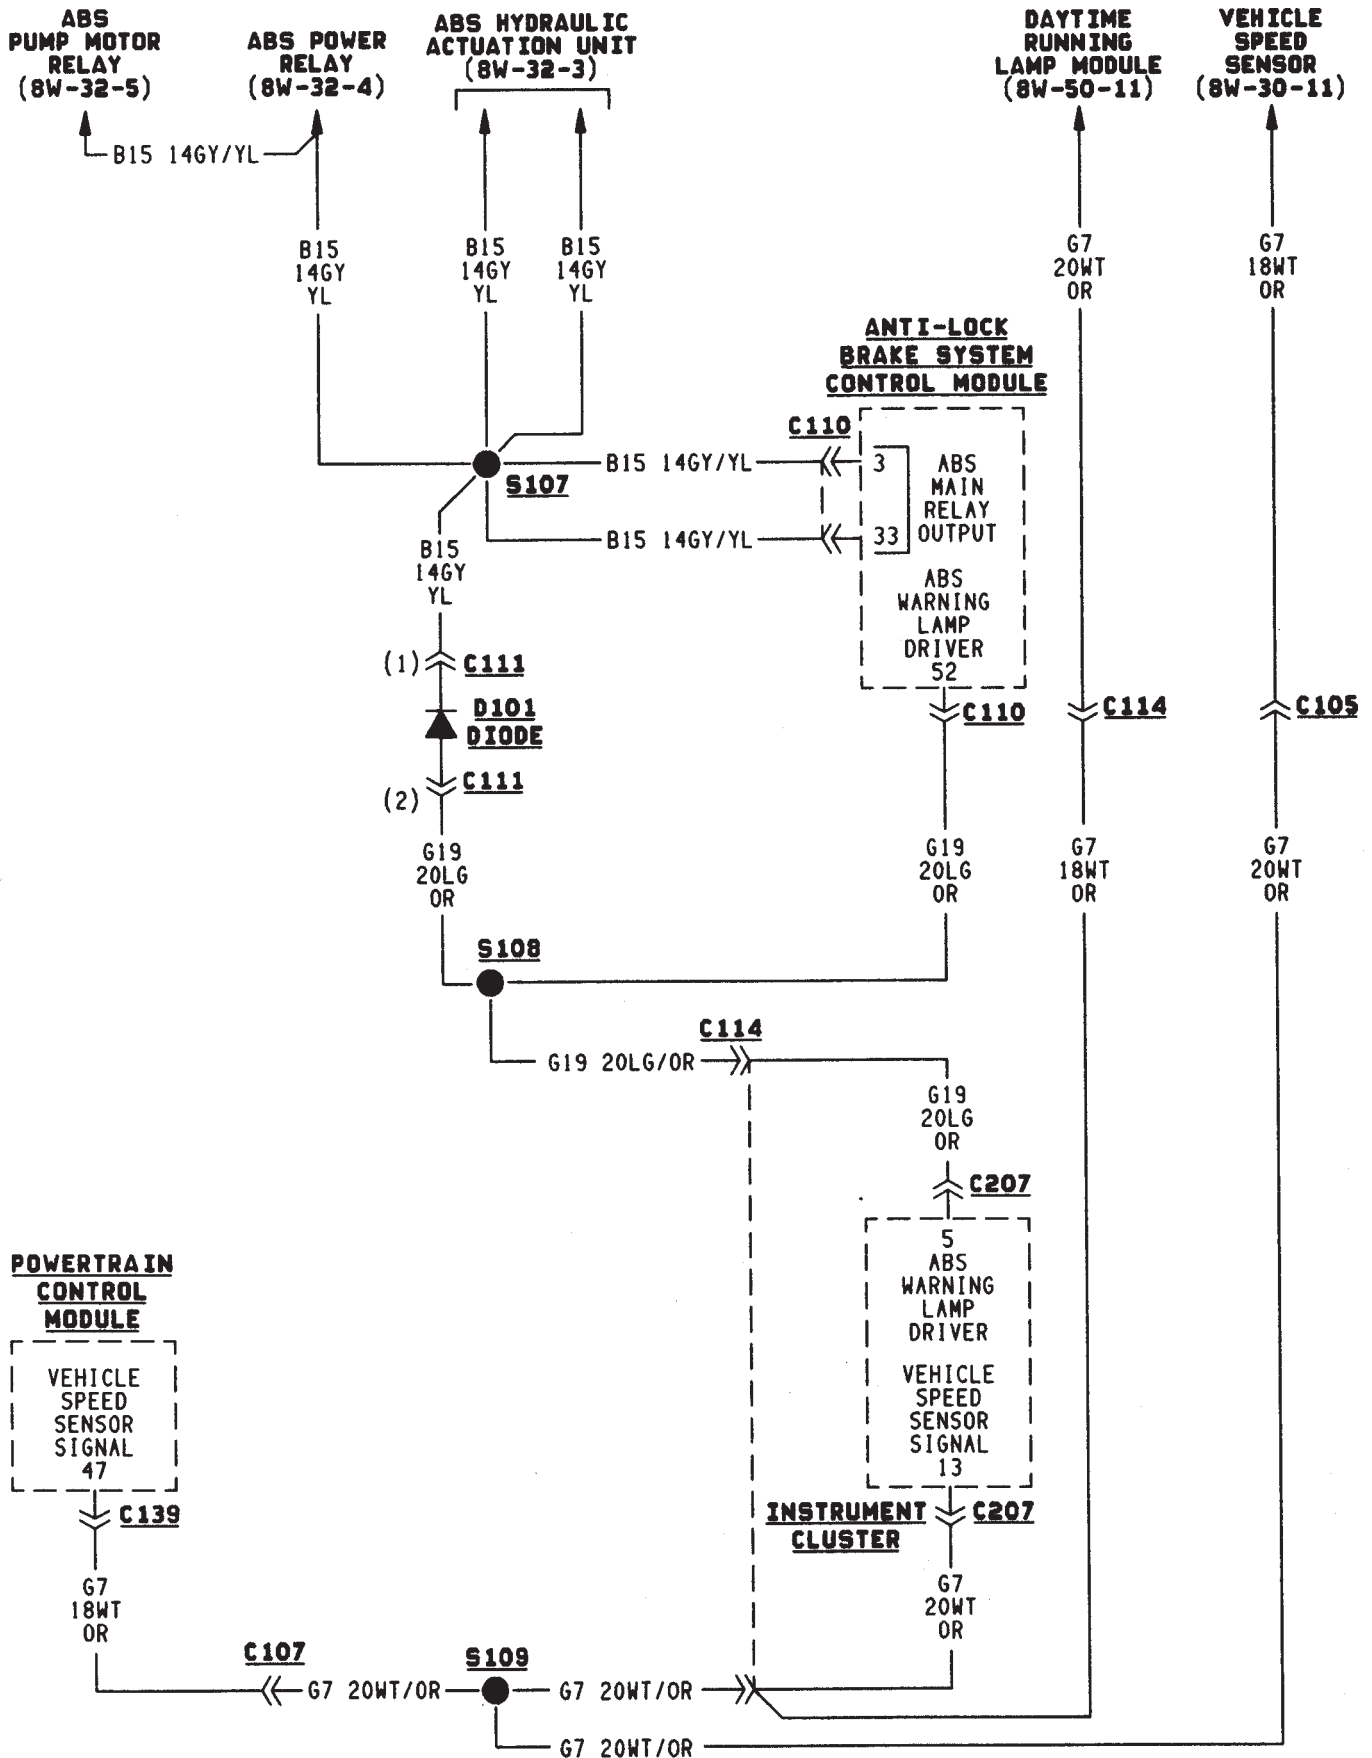 ABS
PUMP MOTOR
RELAY
(8W-32-5)
ABS POWER
RELAY
(8W-32-4)
ABS HYDRAULIC
ACTUATION UNIT
(8W-32-3)
DAYTIME
RUNNING
LAMP MODULE
(8W-50-11)
VEHICLE
SPEED
SENSOR
(8W-30-11)
B15 14GY/YL
B15
14GY
YL
B15
14GY
YL
B15
14GY
YL
G7
20WT
OR
G7
18WT
OR
ANTI-LOCK
BRAKE SYSTEM
CONTROL MODULE
C110
B15 14GY/YL
3
ABS
MAIN
RELAY
OUTPUT
S107
B15 14GY/YL
33
B15
14GY
YL
ABS
WARNING
LAMP
DRIVER
52
(1)
C111
D101
DIODE
C110
C114
C105
C111
(2)
G19
20LG
OR
G19
20LG
OR
G7
18WT
OR
G7
20WT
OR
S108
C114
G19 20LG/OR
G19
20LG
OR
C207
5
ABS
WARNING
LAMP
DRIVER
VEHICLE
SPEED
SENSOR
SIGNAL
13
POWERTRAIN
CONTROL
MODULE
VEHICLE
SPEED
SENSOR
SIGNAL
47
C139
INSTRUMENT
CLUSTER
C207
G7
18WT
OR
G7
20WT
OR
C107
S109
G7 20WT/OR
G7 20WT/OR
G7 20WT/OR